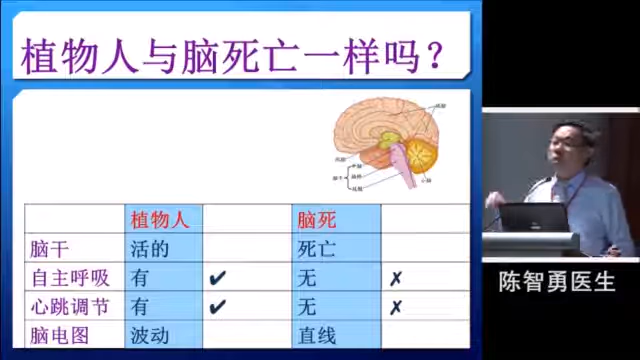 植物人与脑死亡一样吗?
植物人 脑死
脑干 活的 死亡
自主呼吸 有 ✔ 无 ✗
心跳调节 有 ✔ 无 ✗
脑电图 波动 直线
陈智勇医生